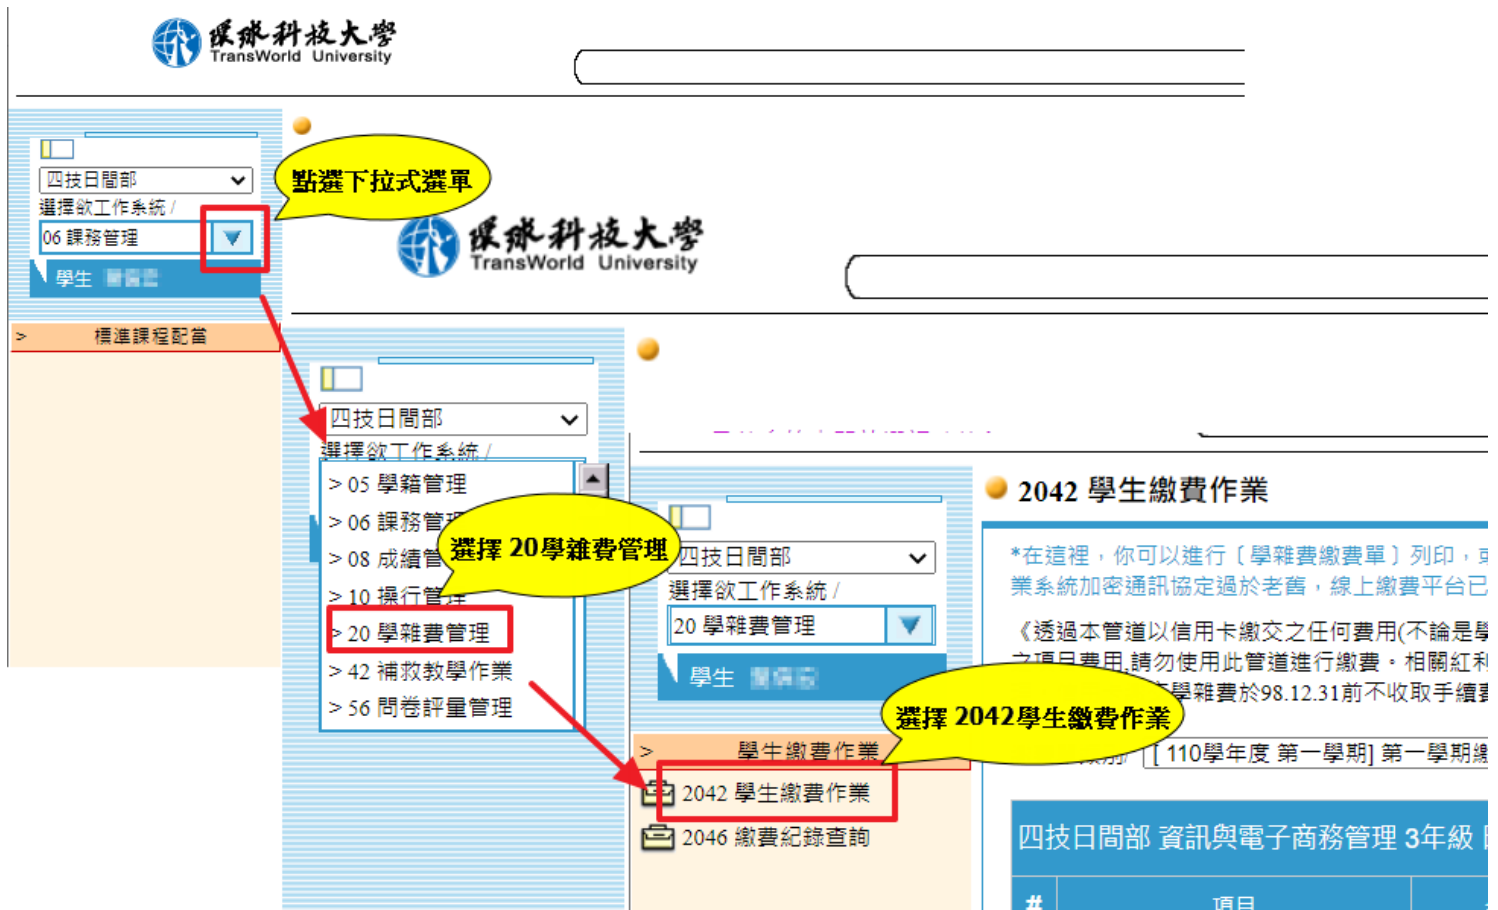 環球科技大學
TransWorld University
四技日間部
選擇欲工作系統 /
06 課務管理
學生
> 標準課程配當
點選下拉式選單
環球科技大學
TransWorld University
四技日間部
選擇欲工作系統 /
> 05 學籍管理
> 06 課務管
> 08 成績管
> 10 操行管理
> 20 學雜費管理
> 42 補救教學作業
> 56 問卷評量管理
選擇 20學雜費管理
四技日間部
選擇欲工作系統 /
20 學雜費管理
學生
> 學生繳費作業
2042 學生繳費作業
2046 繳費紀錄查詢
選擇 2042學生繳費作業
2042 學生繳費作業
*在這裡，你可以進行〔學雜費繳費單〕列印，或
業系統加密通訊協定過於老舊，線上繳費平台已
《透過本管道以信用卡繳交之任何費用(不論是學
之項目費用,請勿使用此管道進行繳費。相關紅利
學雜費於98.12.31前不收取手續費
[ 110學年度 第一學期] 第一學期繳
四技日間部 資訊與電子商務管理 3年級
# 項目